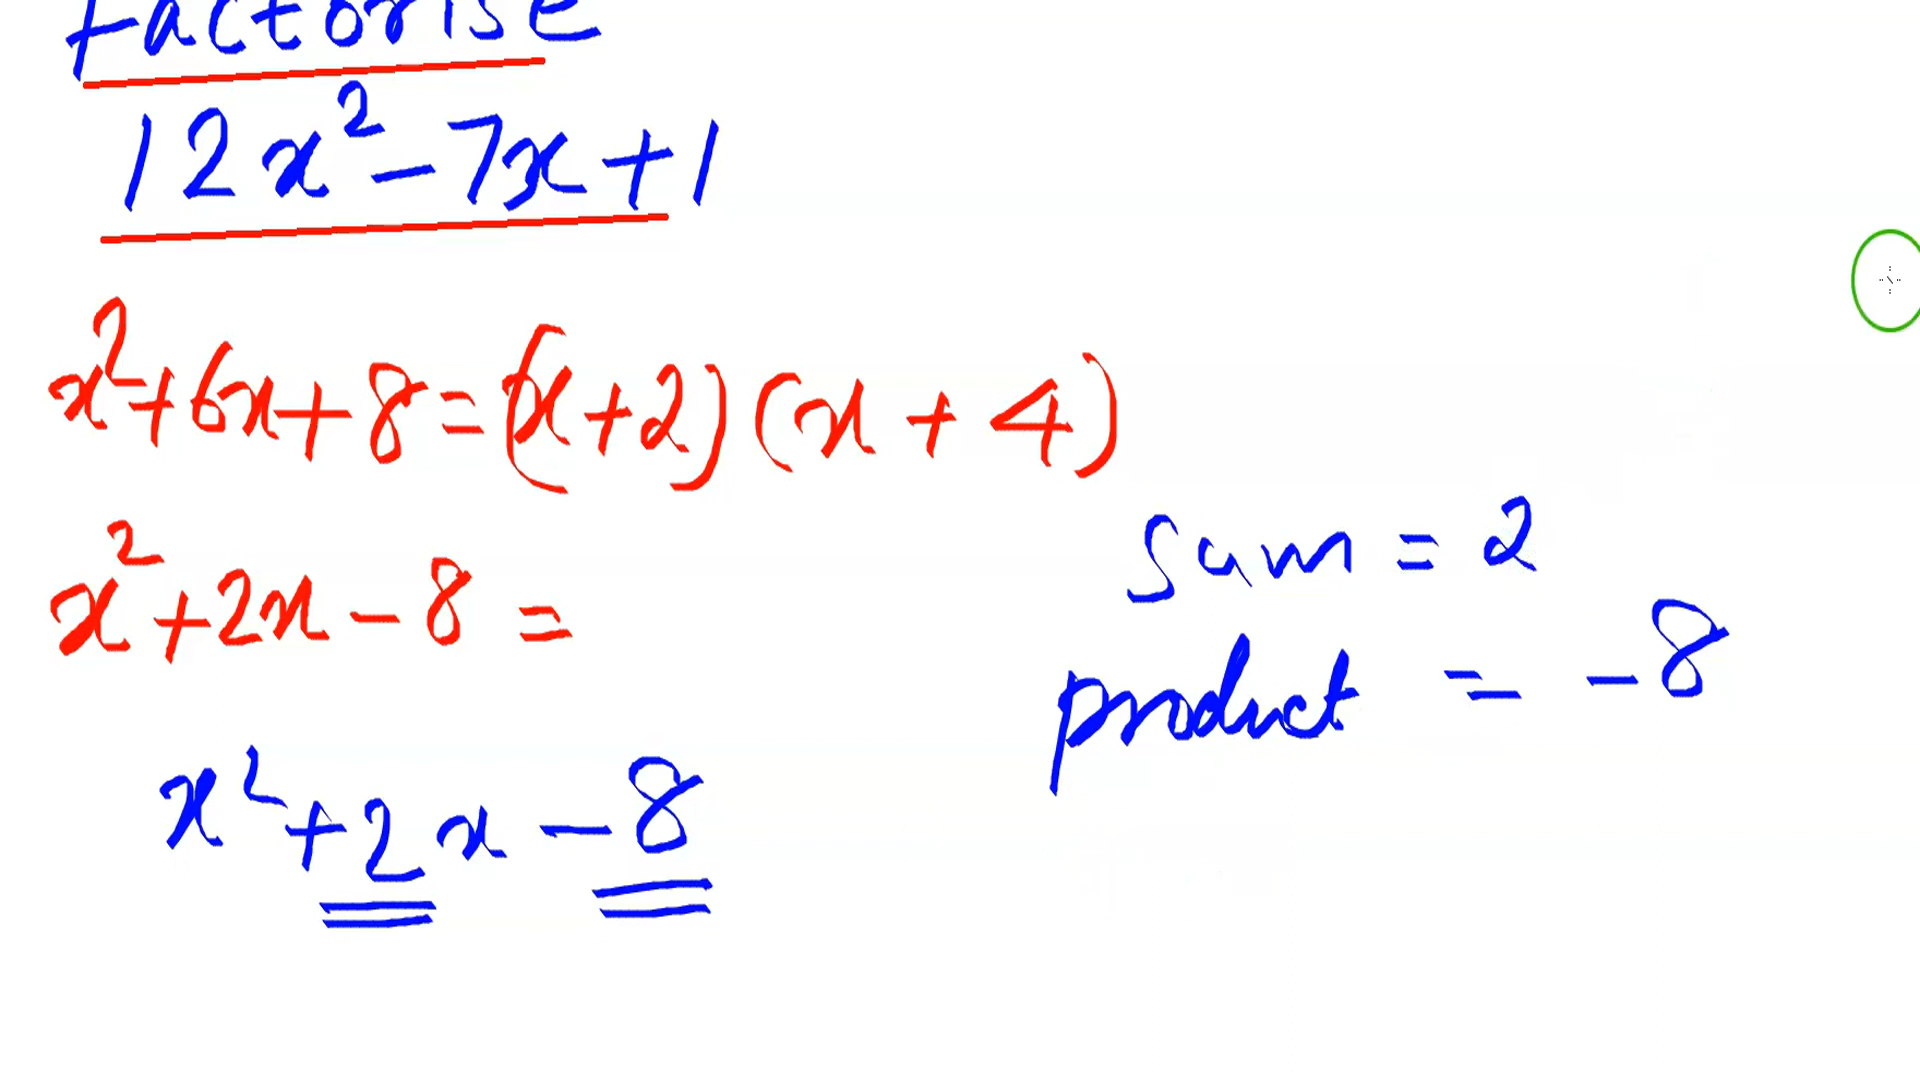 Factorise
12x²-7x+1
x²+6x+8=(x+2)(x+4)
x²+2x-8=
sum=2
product=-8
x²+2x-8